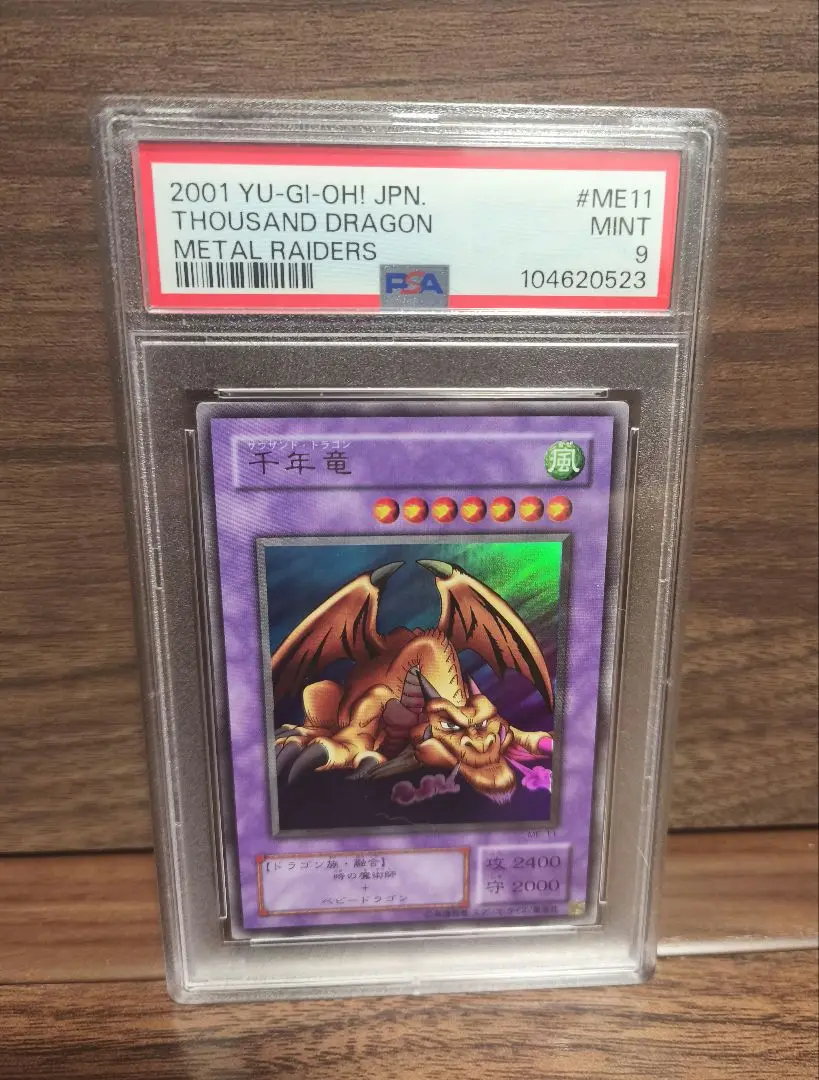 2001 YU-GI-OH! JPN. #ME11
THOUSAND DRAGON MINT
METAL RAIDERS 9
PSA 104620523
サウザンド・ドラゴン
千年竜
風
ME-11
【ドラゴン族・融合】
時の魔術師
+
ベビードラゴン
攻 2400
守 2000